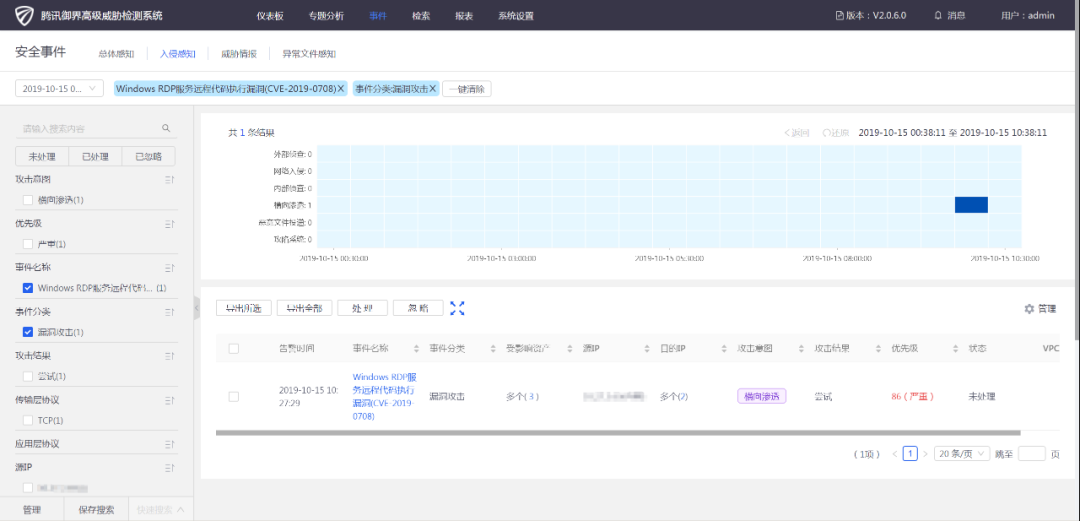 腾讯御界高级威胁检测系统 仪表板 专题分析 事件 检索 报表 系统设置 版本：V2.0.6.0 消息 用户：admin
安全事件 总体感知 入侵感知 威胁情报 异常文件感知
2019-10-15 0... Windows RDP服务远程代码执行漏洞(CVE-2019-0708)X 事件分类:漏洞攻击X 一键清除
请输入搜索内容
未处理 已处理 已忽略
攻击意图
横向渗透(1)
优先级
严重(1)
事件名称
Windows RDP服务远程代码... (1)
事件分类
漏洞攻击(1)
攻击结果
尝试(1)
传输层协议
TCP(1)
应用层协议
源IP
管理 保存搜索 快速搜索
共 1 条结果 <返回 还原 2019-10-15 00:38:11 至 2019-10-15 10:38:11
外部侦查: 0
网络入侵: 0
内部侦查: 0
横向渗透: 1
恶意文件投递: 0
攻陷系统: 0
2019-10-15 00:30:00 2019-10-15 03:00:00 2019-10-15 05:30:00 2019-10-15 08:00:00 2019-10-15 10:30:00
导出所选 导出全部 处 理 忽 略 管理
告警时间 事件名称 事件分类 受影响资产 源IP 目的IP 攻击意图 攻击结果 优先级 状态 VPC
2019-10-15 10:27:29 Windows RDP服务远程代码执行漏洞(CVE-2019-0708) 漏洞攻击 多个( 3 ) 多个(2) 横向渗透 尝试 86 ( 严重 ) 未处理
( 1项 ) < 1 > 20 条/页 跳至 页